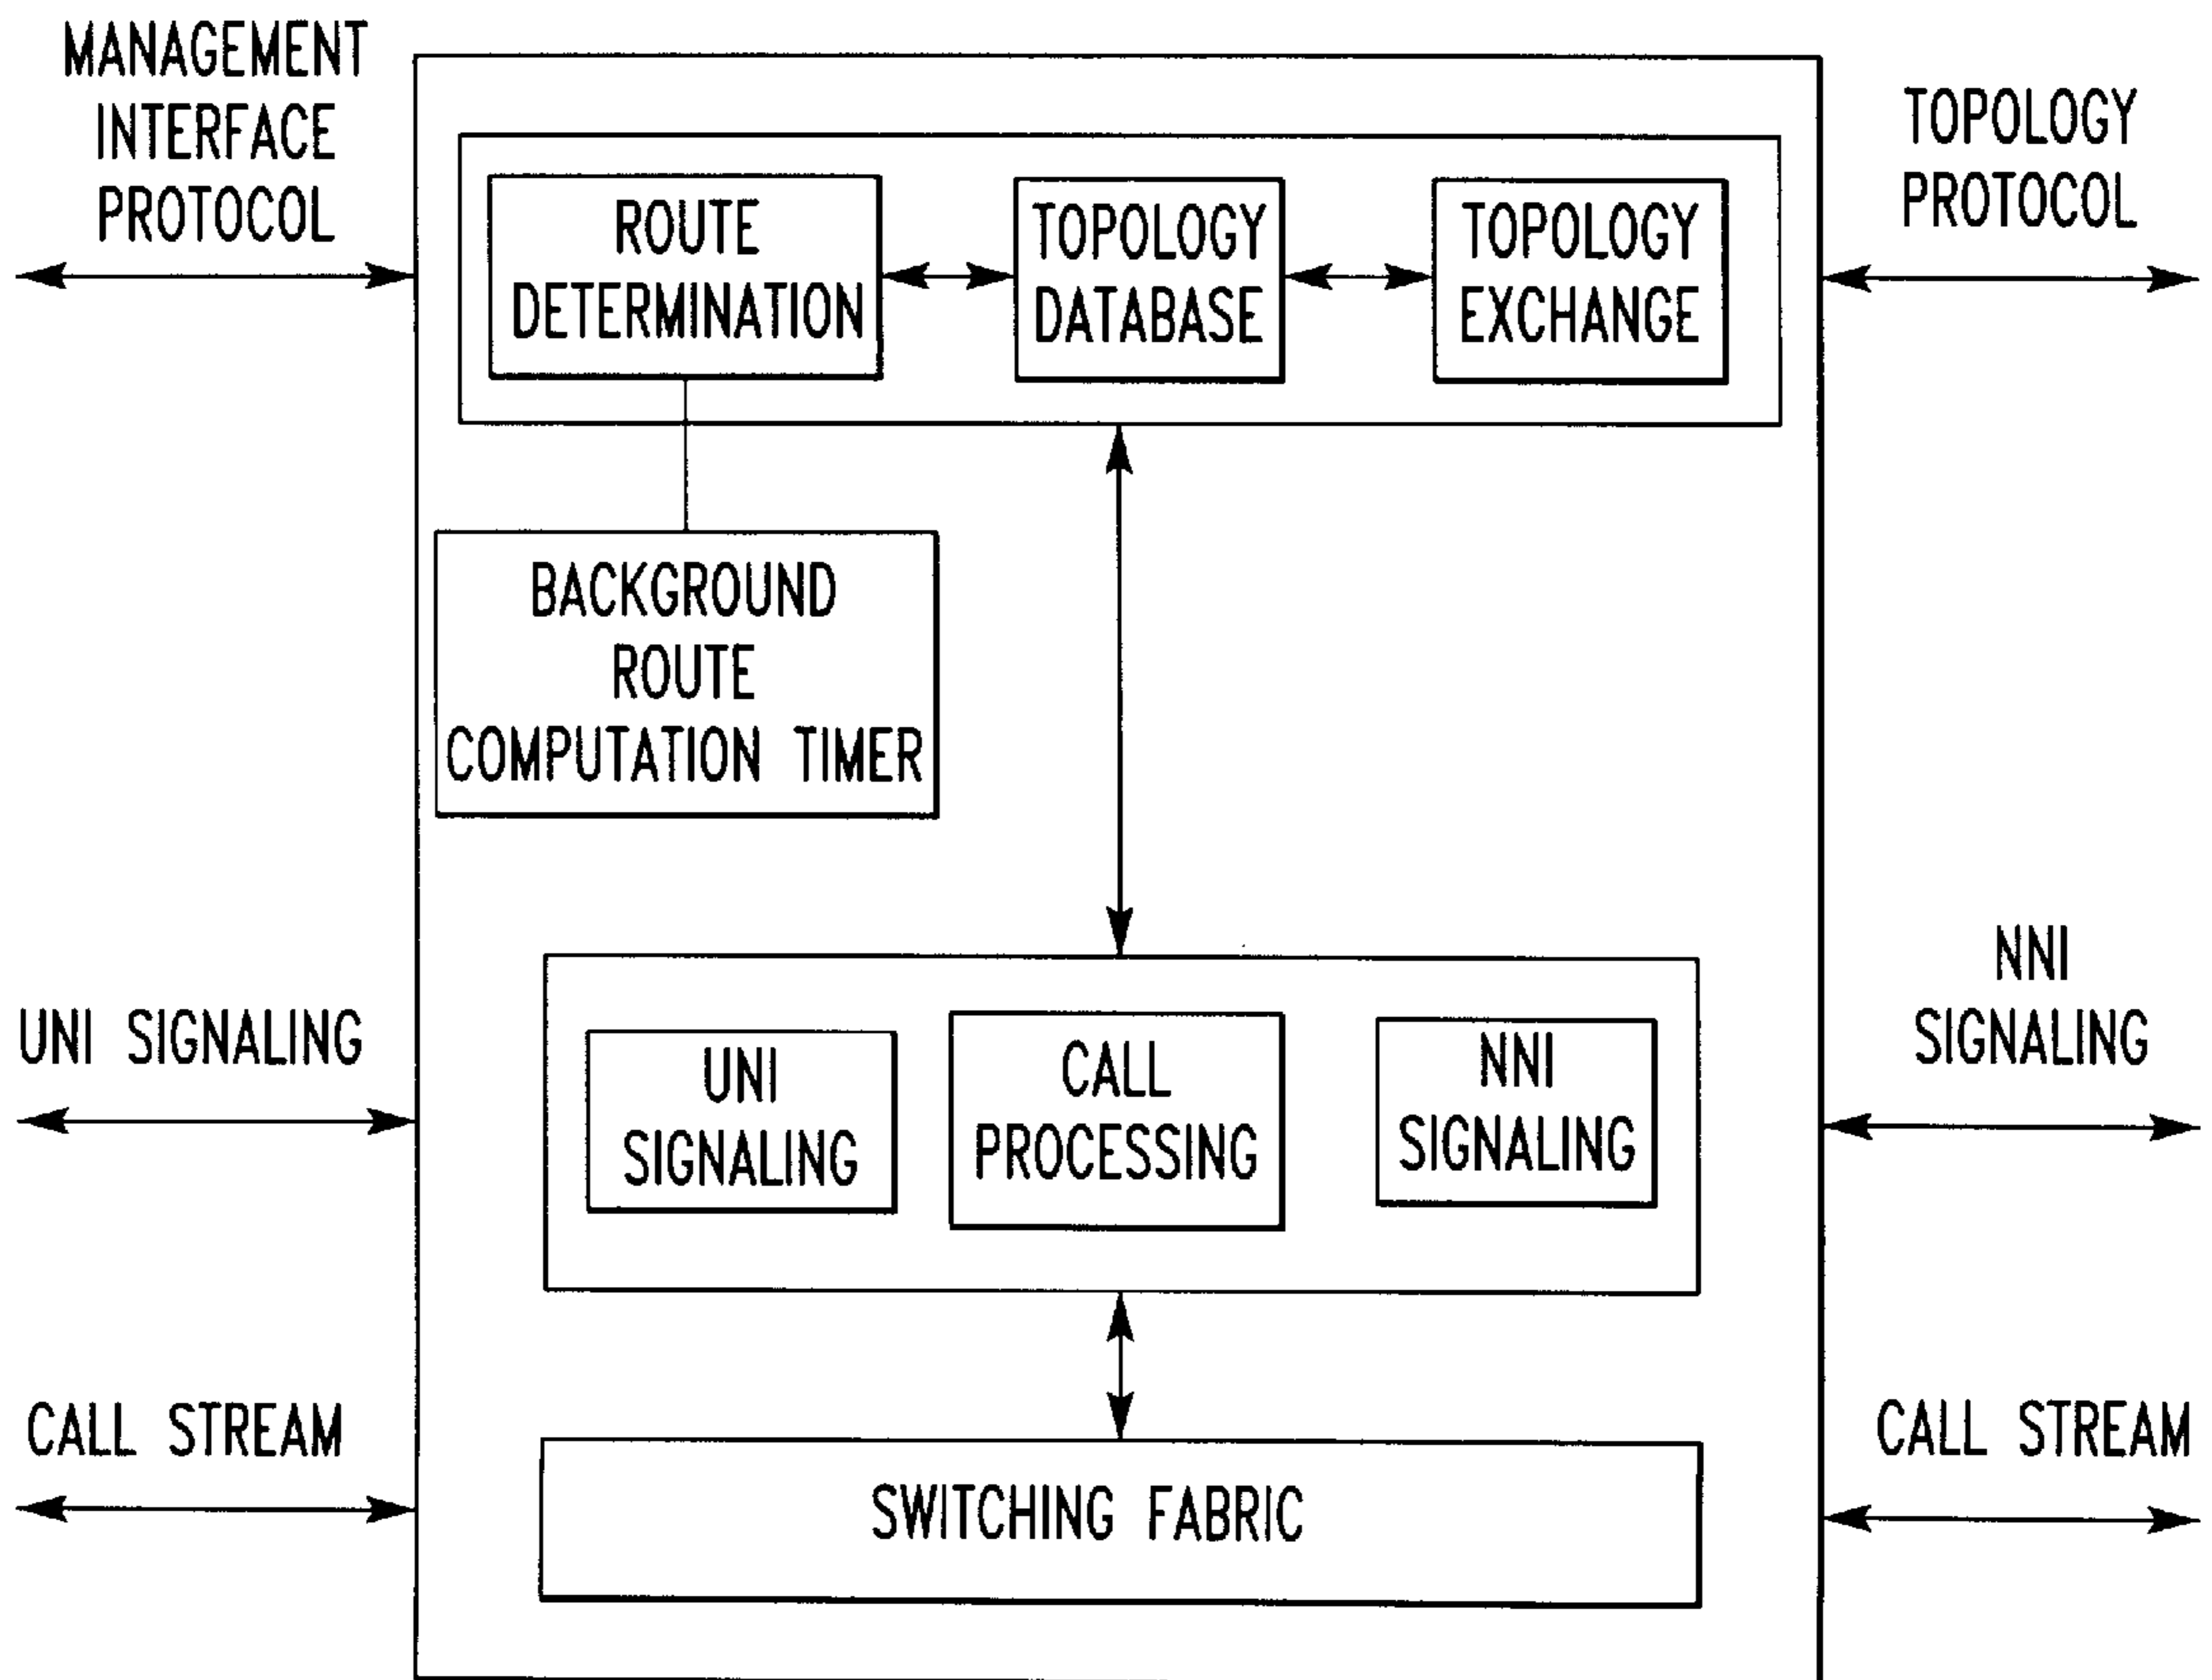 MANAGEMENT
INTERFACE
PROTOCOL
TOPOLOGY
PROTOCOL
ROUTE
DETERMINATION
TOPOLOGY
DATABASE
TOPOLOGY
EXCHANGE
BACKGROUND
ROUTE
COMPUTATION TIMER
UNI SIGNALING
NNI
SIGNALING
UNI
SIGNALING
CALL
PROCESSING
NNI
SIGNALING
CALL STREAM
CALL STREAM
SWITCHING FABRIC